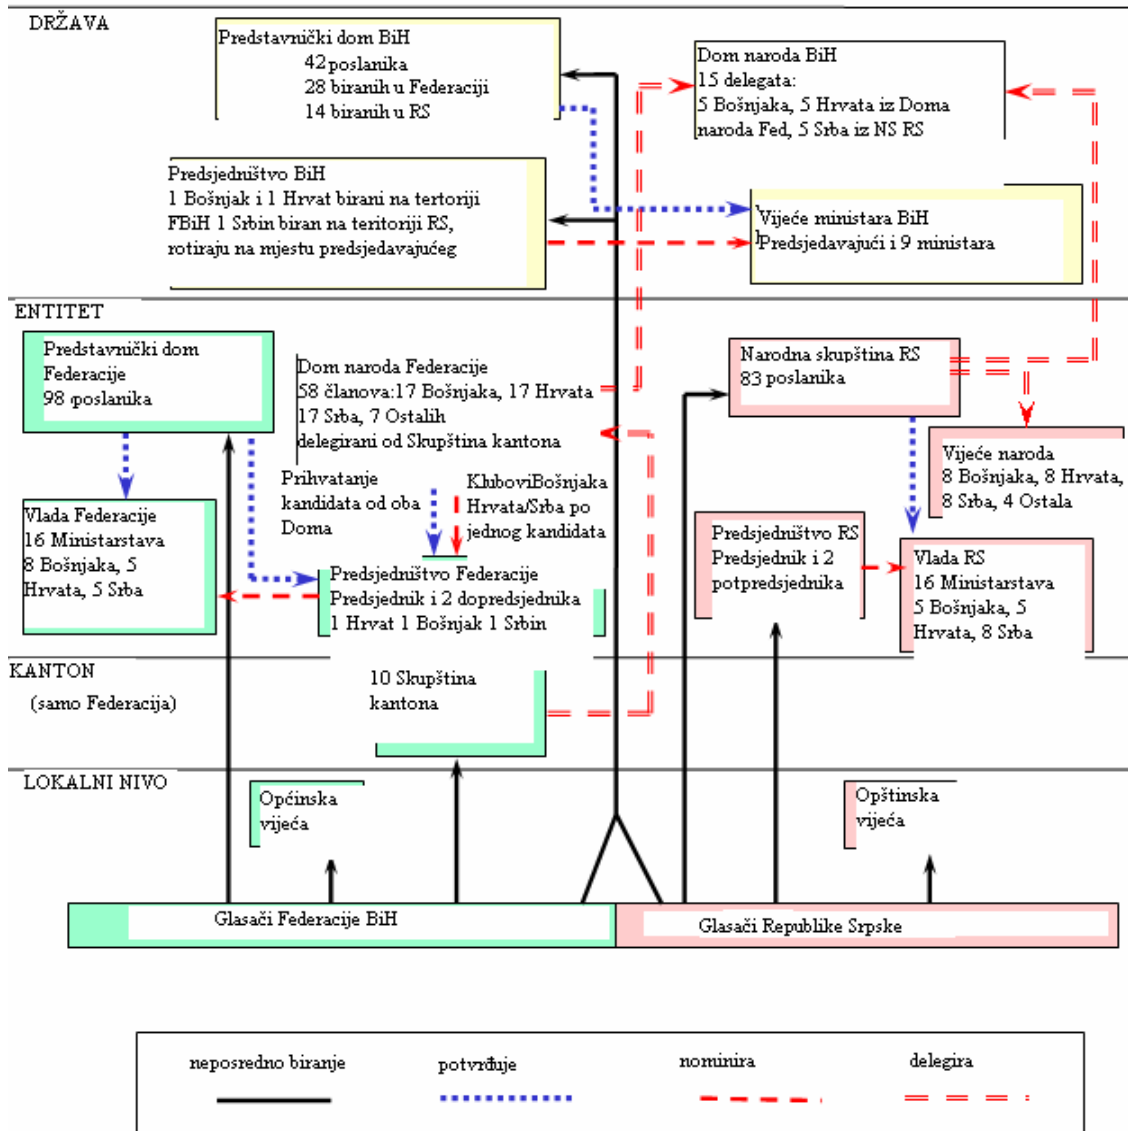 DRŽAVA
Predstavnički dom BiH
42 poslanika
28 biranih u Federaciji
14 biranih u RS
Dom naroda BiH
15 delegata:
5 Bošnjaka, 5 Hrvata iz Doma
naroda Fed, 5 Srba iz NS RS
Predsjedništvo BiH
1 Bošnjak i 1 Hrvat birani na tertoriji
FBiH 1 Srbin biran na teritoriji RS,
rotiraju na mjestu predsjedavajućeg
Vijeće ministara BiH
Predsjedavajući i 9 ministara
ENTITET
Predstavnički dom
Federacije
98 poslanika
Dom naroda Federacije
58 članova:17 Bošnjaka, 17 Hrvata
17 Srba, 7 Ostalih
delegirani od Skupština kantona
Narodna skupština RS
83 poslanika
Vijeće naroda
8 Bošnjaka, 8 Hrvata,
8 Srba, 4 Ostala
Prihvatanje
kandidata od oba
Doma
KluboviBošnjaka
Hrvata/Srba po
jednog kandidata
Vlada Federacije
16 Ministarstava
8 Bošnjaka, 5
Hrvata, 5 Srba
Predsjedništvo Federacije
Predsjednik i 2 dopredsjednika
1 Hrvat 1 Bošnjak 1 Srbin
Predsjedništvo RS
Predsjednik i 2
potpredsjednika
Vlada RS
16 Ministarstava
5 Bošnjaka, 5
Hrvata, 8 Srba
KANTON
(samo Federacija)
10 Skupština
kantona
LOKALNI NIVO
Općinska
vijeća
Opštinska
vijeća
Glasači Federacije BiH
Glasači Republike Srpske
neposredno biranje
potvrđuje
nominira
delegira